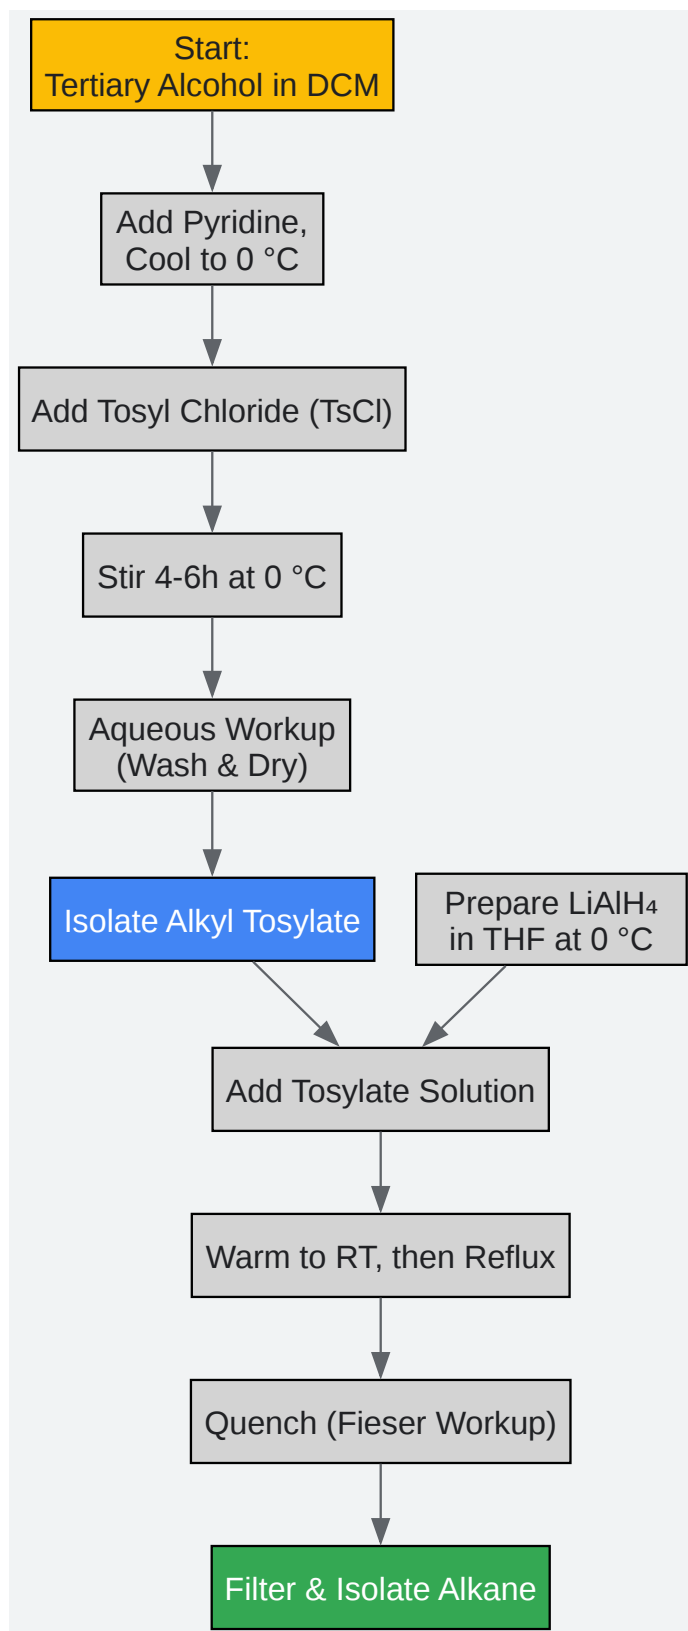 Start:
Tertiary Alcohol in DCM
Add Pyridine,
Cool to 0 °C
Add Tosyl Chloride (TsCl)
Stir 4-6h at 0 °C
Aqueous Workup
(Wash & Dry)
Isolate Alkyl Tosylate
Prepare LiAlH₄
in THF at 0 °C
Add Tosylate Solution
Warm to RT, then Reflux
Quench (Fieser Workup)
Filter & Isolate Alkane